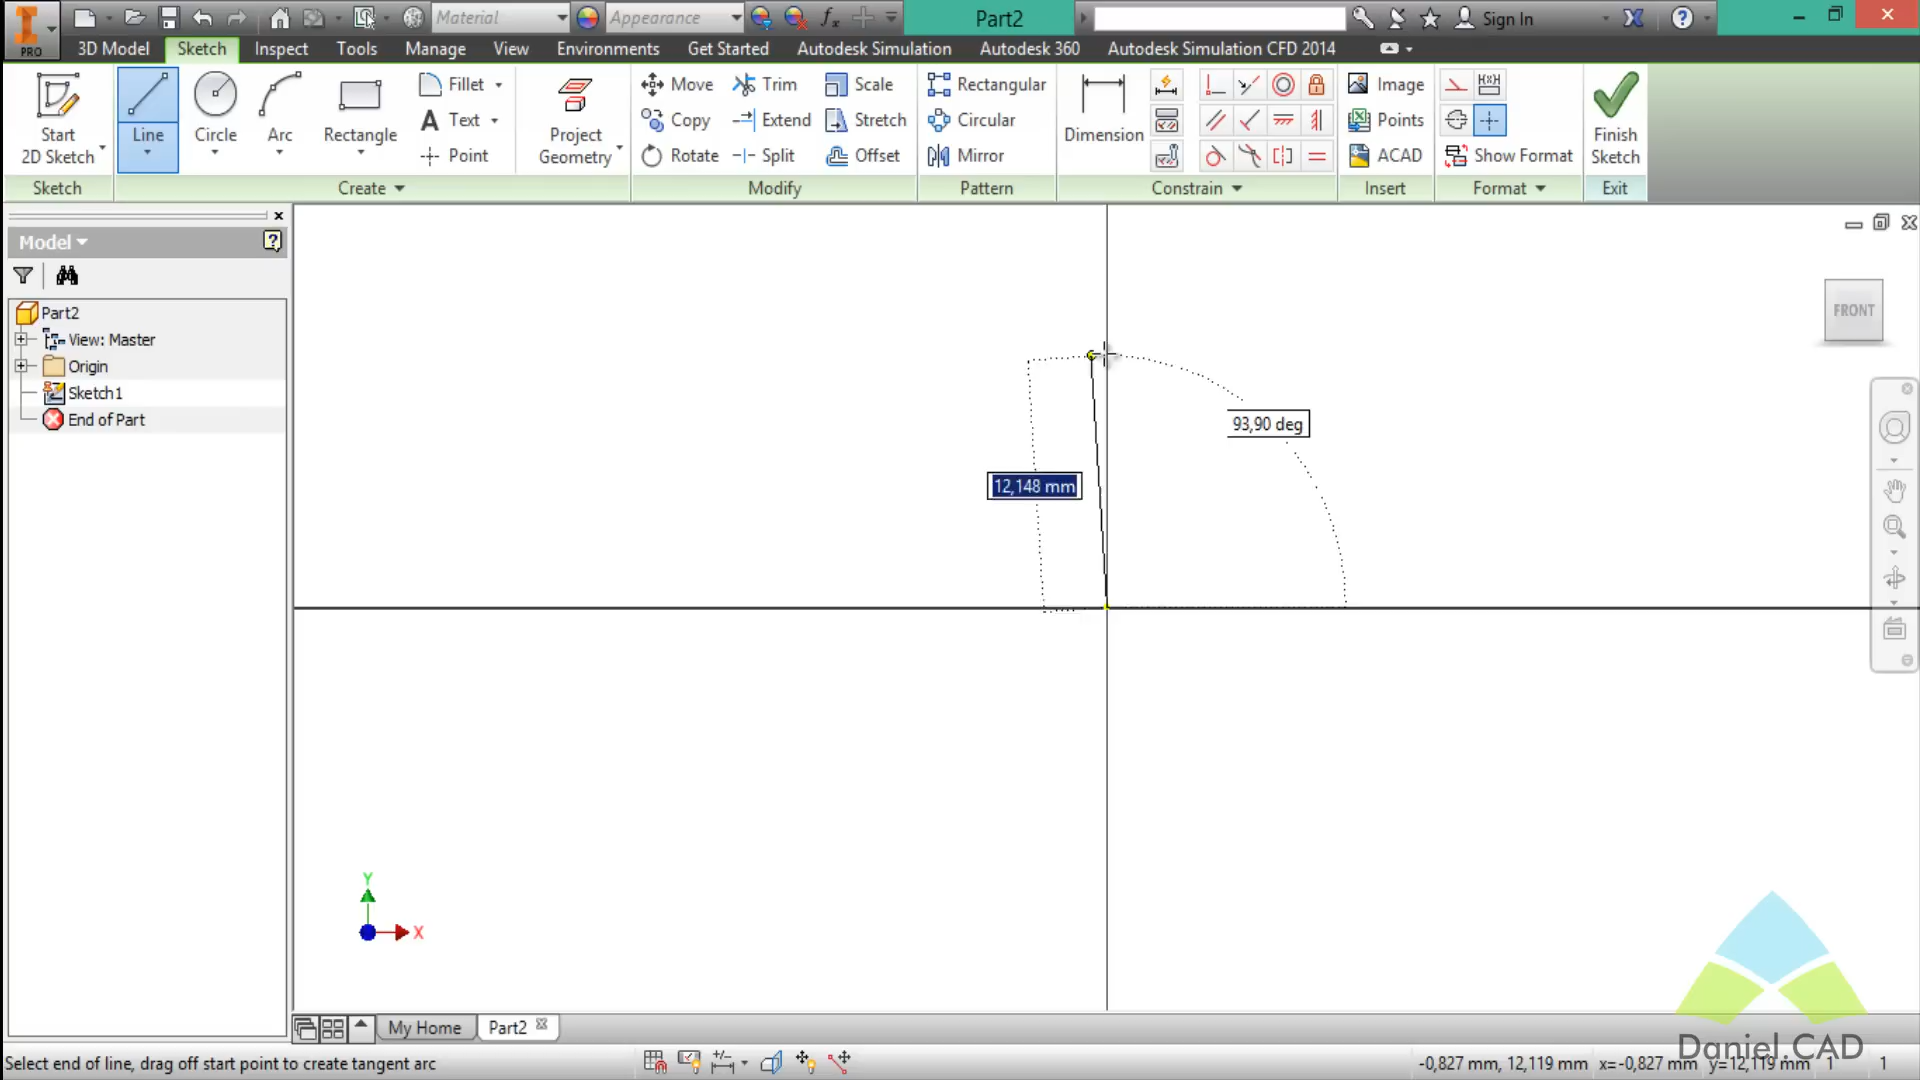 PRO
Material
Appearance
fx
Part2
Sign In
3D Model Sketch Inspect Tools Manage View Environments Get Started Autodesk Simulation Autodesk 360 Autodesk Simulation CFD 2014
Start
2D Sketch
Line
Circle
Arc
Rectangle
Fillet
Text
Point
Project
Geometry
Move
Copy
Rotate
Trim
Extend
Split
Scale
Stretch
Offset
Rectangular
Circular
Mirror
Dimension
Image
Points
ACAD
Show Format
Finish
Sketch
Sketch Create Modify Pattern Constrain Insert Format Exit
Model
Part2
View: Master
Origin
Sketch1
End of Part
FRONT
93,90 deg
12,148 mm
Y
X
My Home
Part2
Daniel.CAD
Select end of line, drag off start point to create tangent arc
-0,827 mm, 12,119 mm x=-0,827 mm y=12,119 mm 1 1